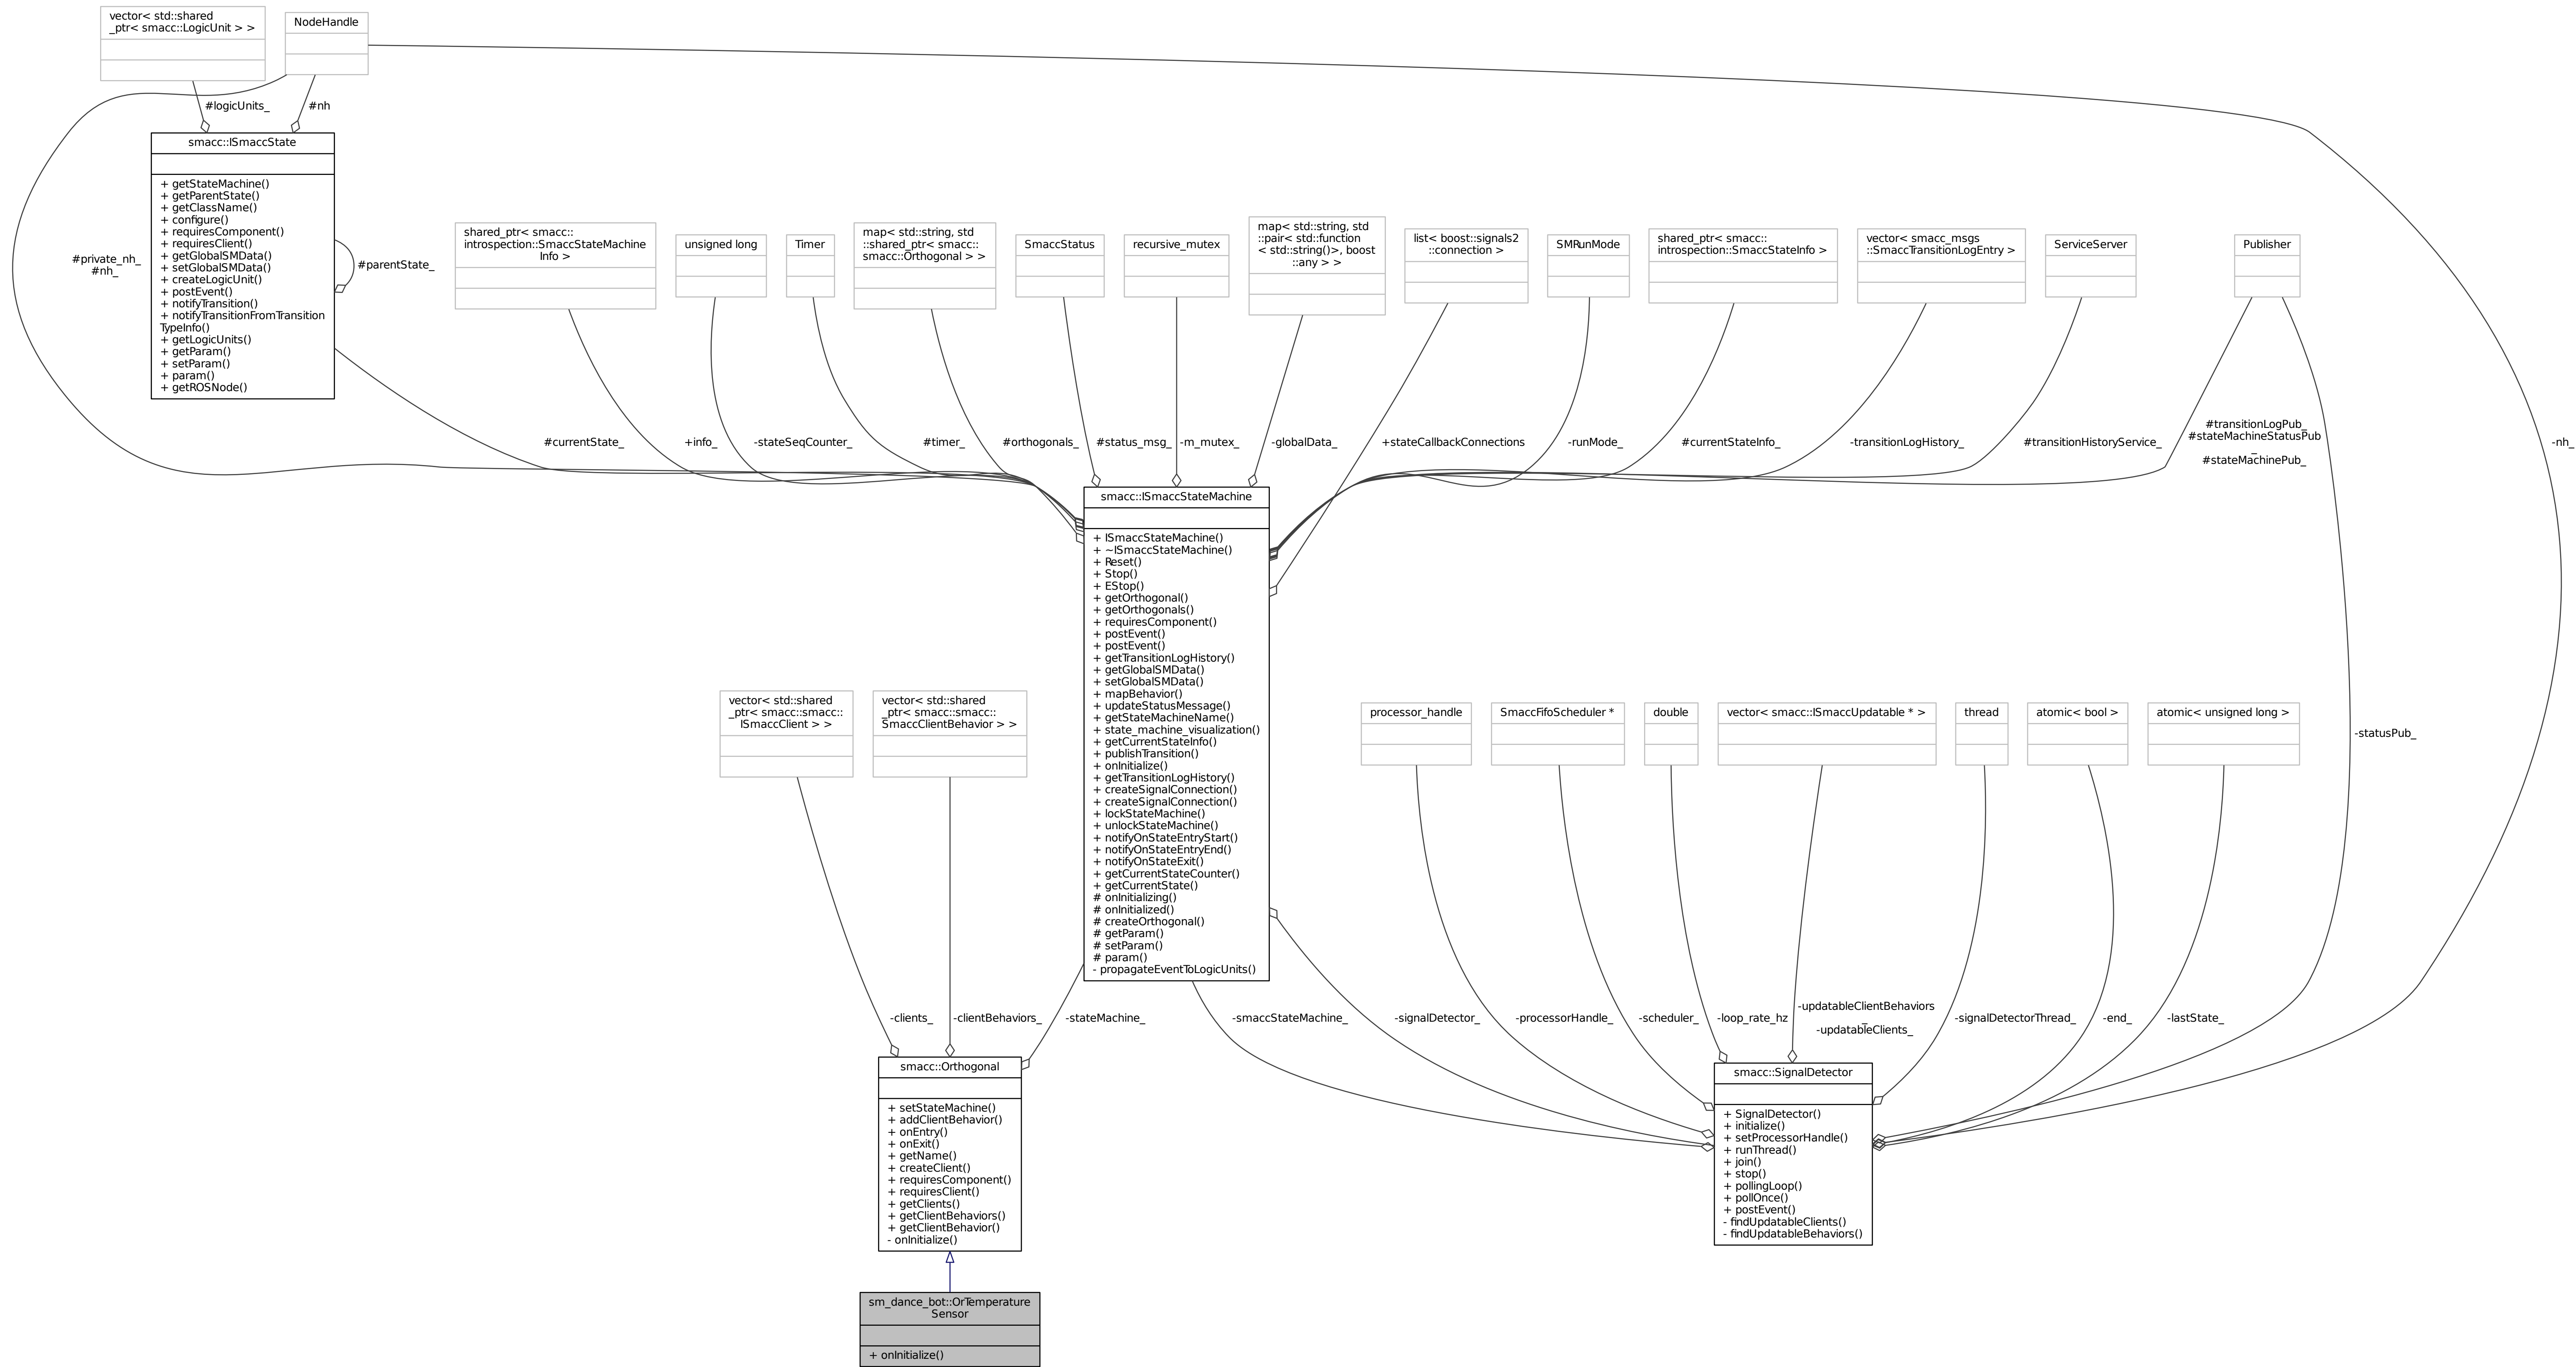 vector< std::shared
_ptr< smacc::LogicUnit > >
NodeHandle
#logicUnits_
#nh
smacc::ISmaccState
+ getStateMachine()
+ getParentState()
+ getClassName()
+ configure()
+ requiresComponent()
+ requiresClient()
+ getGlobalSMData()
+ setGlobalSMData()
+ createLogicUnit()
+ postEvent()
+ notifyTransition()
+ notifyTransitionFromTransition
TypeInfo()
+ getLogicUnits()
+ getParam()
+ setParam()
+ param()
+ getROSNode()
#private_nh_
#nh_
#parentState_
shared_ptr< smacc::
introspection::SmaccStateMachine
Info >
unsigned long
Timer
map< std::string, std
::shared_ptr< smacc::
smacc::Orthogonal > >
SmaccStatus
recursive_mutex
map< std::string, std
::pair< std::function
< std::string()>, boost
::any > >
list< boost::signals2
::connection >
SMRunMode
shared_ptr< smacc::
introspection::SmaccStateInfo >
vector< smacc_msgs
::SmaccTransitionLogEntry >
ServiceServer
Publisher
#currentState_
+info_
-stateSeqCounter_
#timer_
#orthogonals_
#status_msg_
-m_mutex_
-globalData_
+stateCallbackConnections
-runMode_
#currentStateInfo_
-transitionLogHistory_
#transitionHistoryService_
#transitionLogPub_
#stateMachineStatusPub
_
#stateMachinePub_
-nh_
smacc::ISmaccStateMachine
+ ISmaccStateMachine()
+ ~ISmaccStateMachine()
+ Reset()
+ Stop()
+ EStop()
+ getOrthogonal()
+ getOrthogonals()
+ requiresComponent()
+ postEvent()
+ postEvent()
+ getTransitionLogHistory()
+ getGlobalSMData()
+ setGlobalSMData()
+ mapBehavior()
+ updateStatusMessage()
+ getStateMachineName()
+ state_machine_visualization()
+ getCurrentStateInfo()
+ publishTransition()
+ onInitialize()
+ getTransitionLogHistory()
+ createSignalConnection()
+ createSignalConnection()
+ lockStateMachine()
+ unlockStateMachine()
+ notifyOnStateEntryStart()
+ notifyOnStateEntryEnd()
+ notifyOnStateExit()
+ getCurrentStateCounter()
+ getCurrentState()
# onInitializing()
# onInitialized()
# createOrthogonal()
# getParam()
# setParam()
# param()
- propagateEventToLogicUnits()
vector< std::shared
_ptr< smacc::smacc::
ISmaccClient > >
vector< std::shared
_ptr< smacc::smacc::
SmaccClientBehavior > >
processor_handle
SmaccFifoScheduler *
double
vector< smacc::ISmaccUpdatable * >
thread
atomic< bool >
atomic< unsigned long >
-statusPub_
-clients_
-clientBehaviors_
-stateMachine_
-smaccStateMachine_
-signalDetector_
-processorHandle_
-scheduler_
-loop_rate_hz
-updatableClientBehaviors
_
-updatableClients_
-signalDetectorThread_
-end_
-lastState_
smacc::Orthogonal
+ setStateMachine()
+ addClientBehavior()
+ onEntry()
+ onExit()
+ getName()
+ createClient()
+ requiresComponent()
+ requiresClient()
+ getClients()
+ getClientBehaviors()
+ getClientBehavior()
- onInitialize()
smacc::SignalDetector
+ SignalDetector()
+ initialize()
+ setProcessorHandle()
+ runThread()
+ join()
+ stop()
+ pollingLoop()
+ pollOnce()
+ postEvent()
- findUpdatableClients()
- findUpdatableBehaviors()
sm_dance_bot::OrTemperature
Sensor
+ onInitialize()